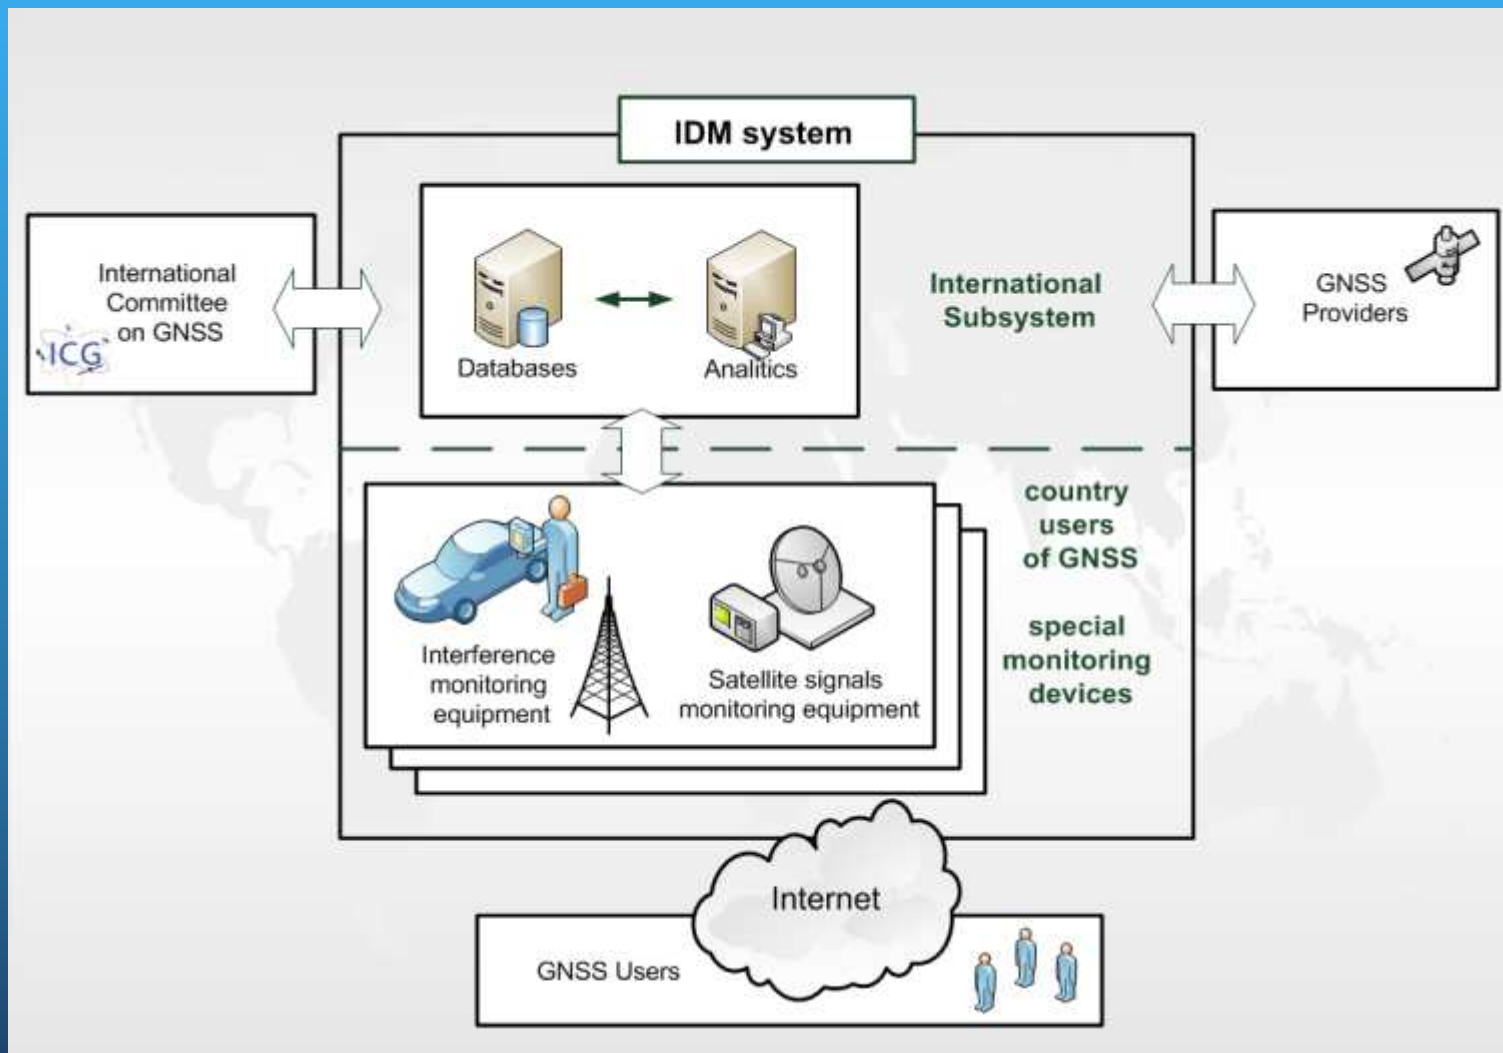 IDM system
International
Committee
on GNSS
ICG
Databases
Analitics
International
Subsystem
GNSS
Providers
country
users
of GNSS
special
monitoring
devices
Interference
monitoring
equipment
Satellite signals
monitoring equipment
Internet
GNSS Users